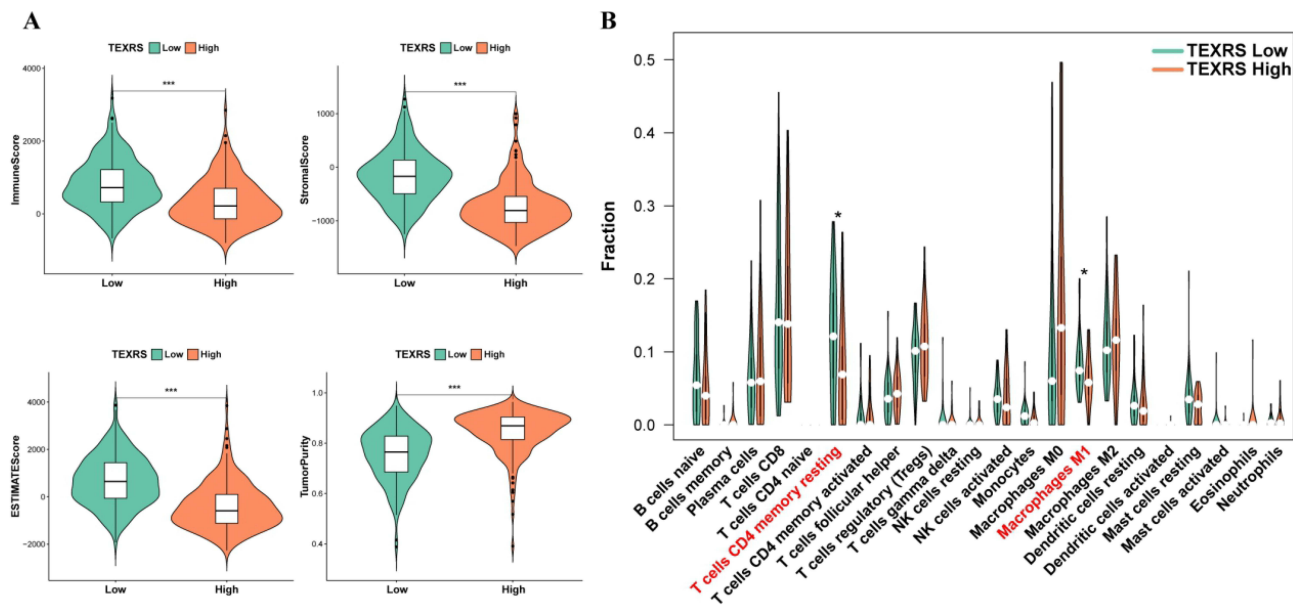 A
TEXRS Low High
ImmuneScore
4000
2000
0
***
Low High
TEXRS Low High
StromalScore
1000
0
−1000
***
Low High
TEXRS Low High
ESTIMATEScore
4000
2000
0
−2000
***
Low High
TEXRS Low High
TumorPurity
1.0
0.8
0.6
0.4
***
Low High
B
TEXRS Low
TEXRS High
Fraction
0.5
0.4
0.3
0.2
0.1
0.0
*
*
B cells naive
B cells memory
Plasma cells
T cells CD8
T cells CD4 naive
T cells CD4 memory resting
T cells CD4 memory activated
T cells follicular helper
T cells regulatory (Tregs)
T cells gamma delta
NK cells resting
NK cells activated
Monocytes
Macrophages M0
Macrophages M1
Macrophages M2
Dendritic cells resting
Dendritic cells activated
Mast cells resting
Mast cells activated
Eosinophils
Neutrophils